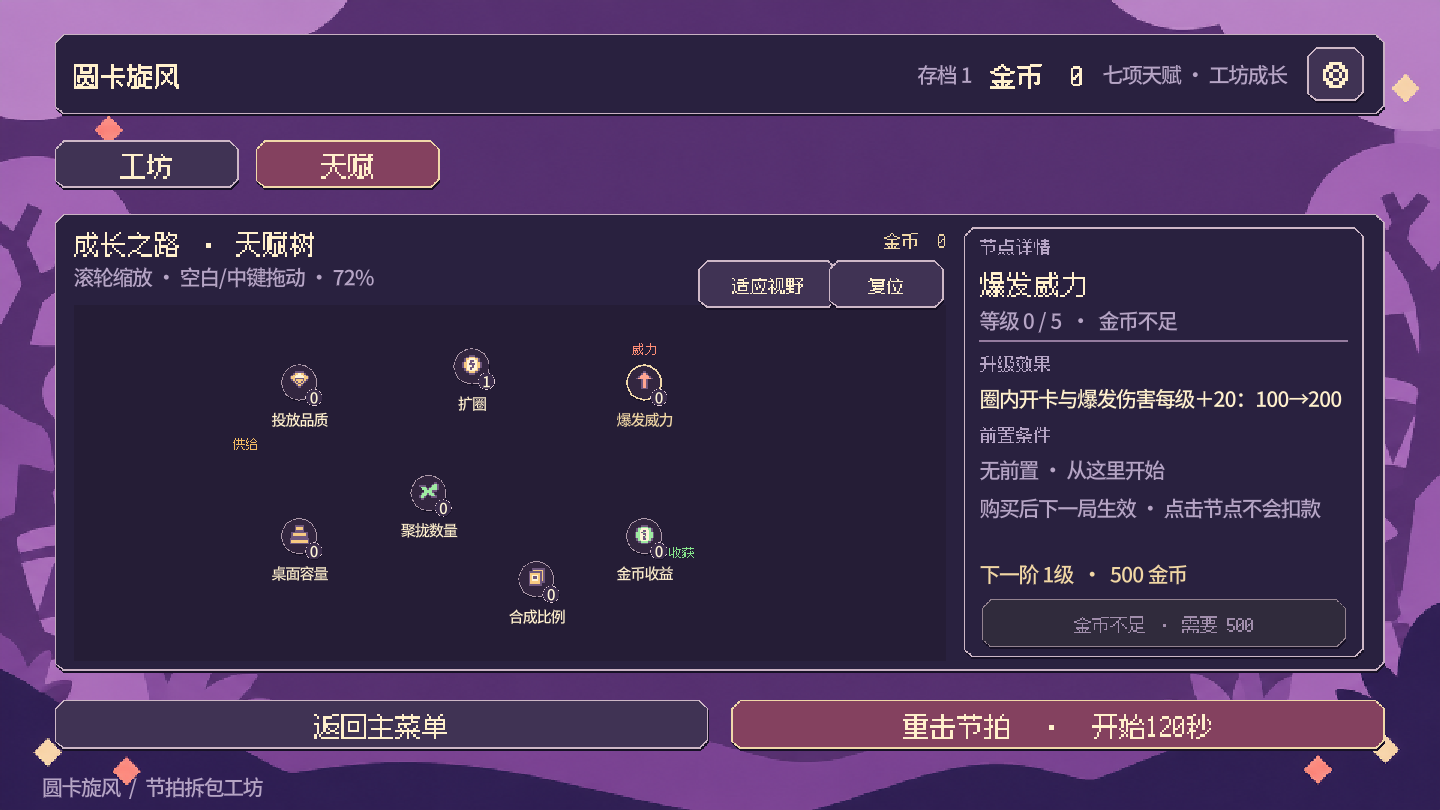 圆卡旋风
存档 1 金币 0 七项天赋 · 工坊成长
工坊 天赋
成长之路 · 天赋树
金币 0
滚轮缩放 · 空白/中键拖动 · 72%
适应视野 复位
投放品质 0
扩圈 1
威力
爆发威力 0
供给
聚拢数量 0
桌面容量 0
合成比例 0
金币收益 0
收获
节点详情
爆发威力
等级 0 / 5 · 金币不足
升级效果
圈内开卡与爆发伤害每级＋20：100→200
前置条件
无前置 · 从这里开始
购买后下一局生效 · 点击节点不会扣款
下一阶 1级 · 500 金币
金币不足 · 需要 500
返回主菜单
重击节拍 · 开始120秒
圆卡旋风 / 节拍拆包工坊